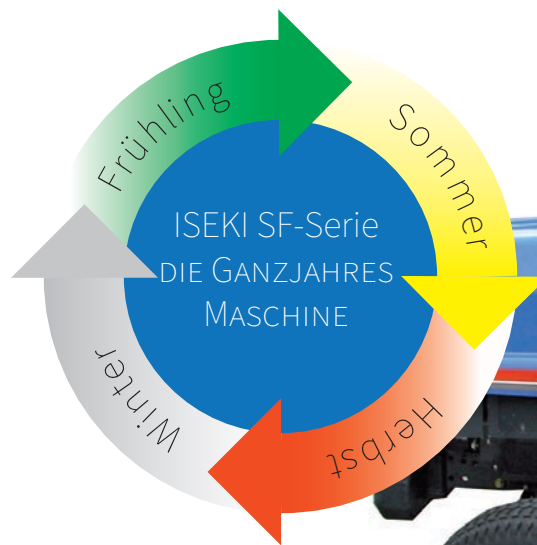 Frühling
Sommer
ISEKI SF-Serie
DIE GANZJAHRES
MASCHINE
Winter
Herbst